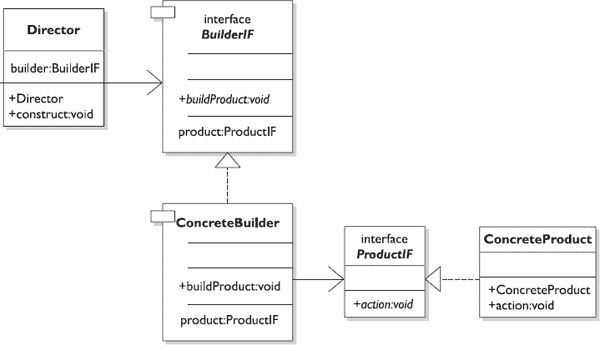 Director
builder:BuilderIF
+Director
+construct:void
interface
BuilderIF
+buildProduct:void
product:ProductIF
ConcreteBuilder
+buildProduct:void
product:ProductIF
interface
ProductIF
+action:void
ConcreteProduct
+ConcreteProduct
+action:void